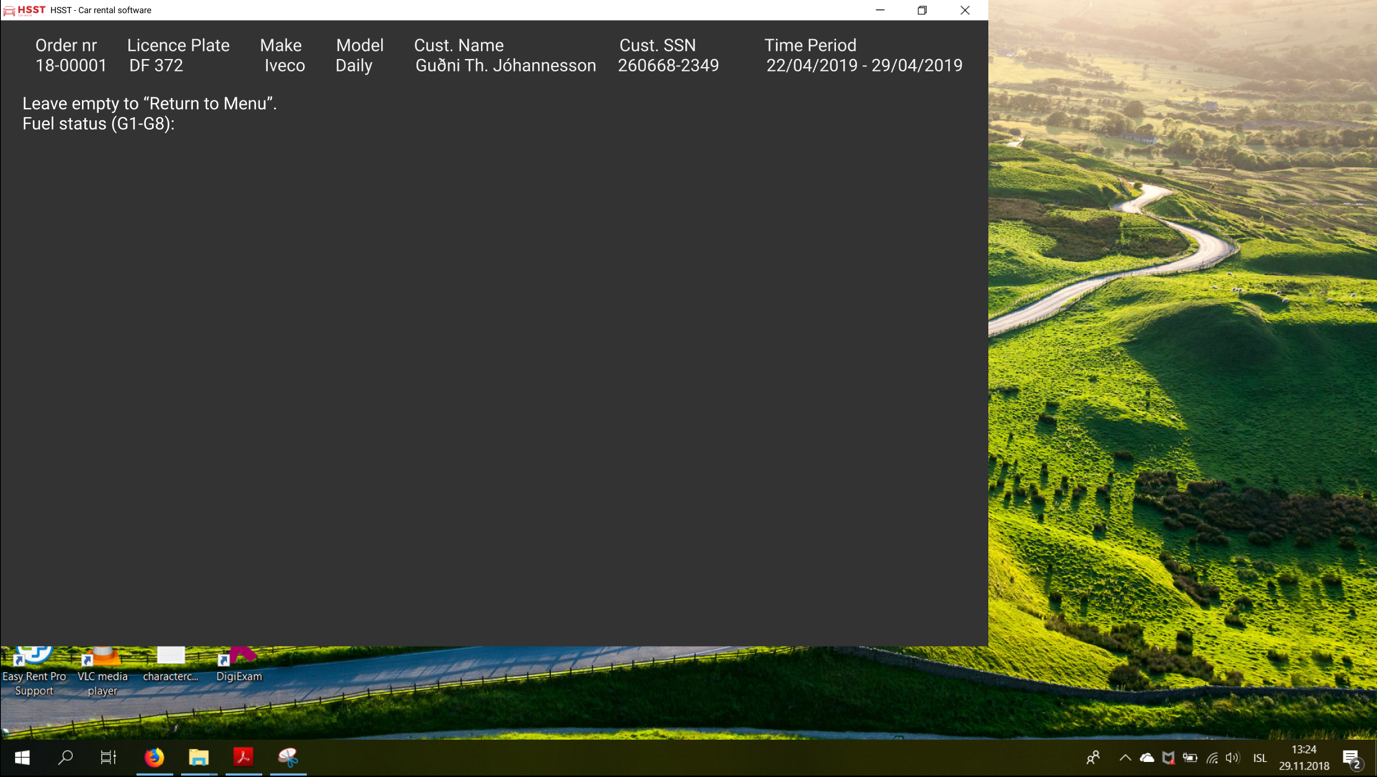 HSST HSST - Car rental software
Order nr Licence Plate Make Model Cust. Name Cust. SSN Time Period
18-00001 DF 372 Iveco Daily Guðni Th. Jóhannesson 260668-2349 22/04/2019 - 29/04/2019
Leave empty to “Return to Menu”.
Fuel status (G1-G8):
Easy Rent Pro
Support
VLC media
player
characterc...
DigiExam
ISL
13:24
29.11.2018
2